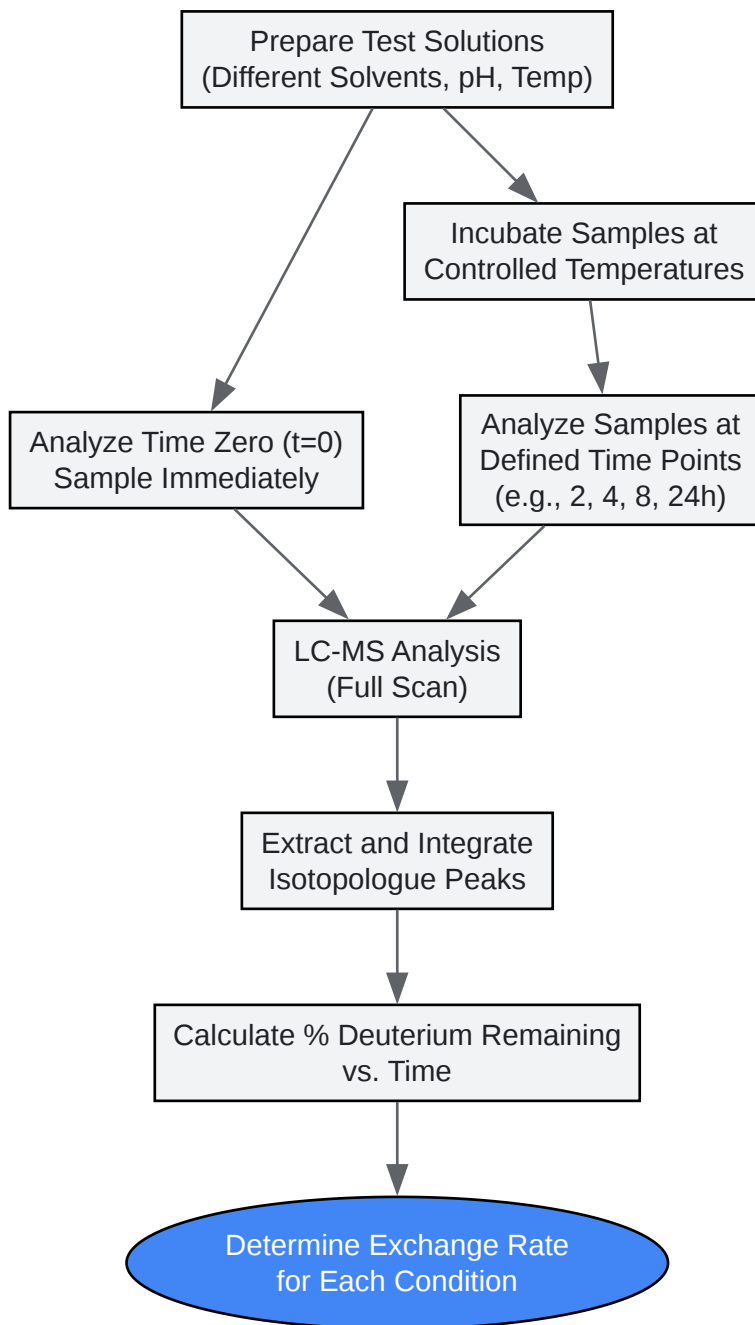 Prepare Test Solutions
(Different Solvents, pH, Temp)
Incubate Samples at
Controlled Temperatures
Analyze Time Zero (t=0)
Sample Immediately
Analyze Samples at
Defined Time Points
(e.g., 2, 4, 8, 24h)
LC-MS Analysis
(Full Scan)
Extract and Integrate
Isotopologue Peaks
Calculate % Deuterium Remaining
vs. Time
Determine Exchange Rate
for Each Condition